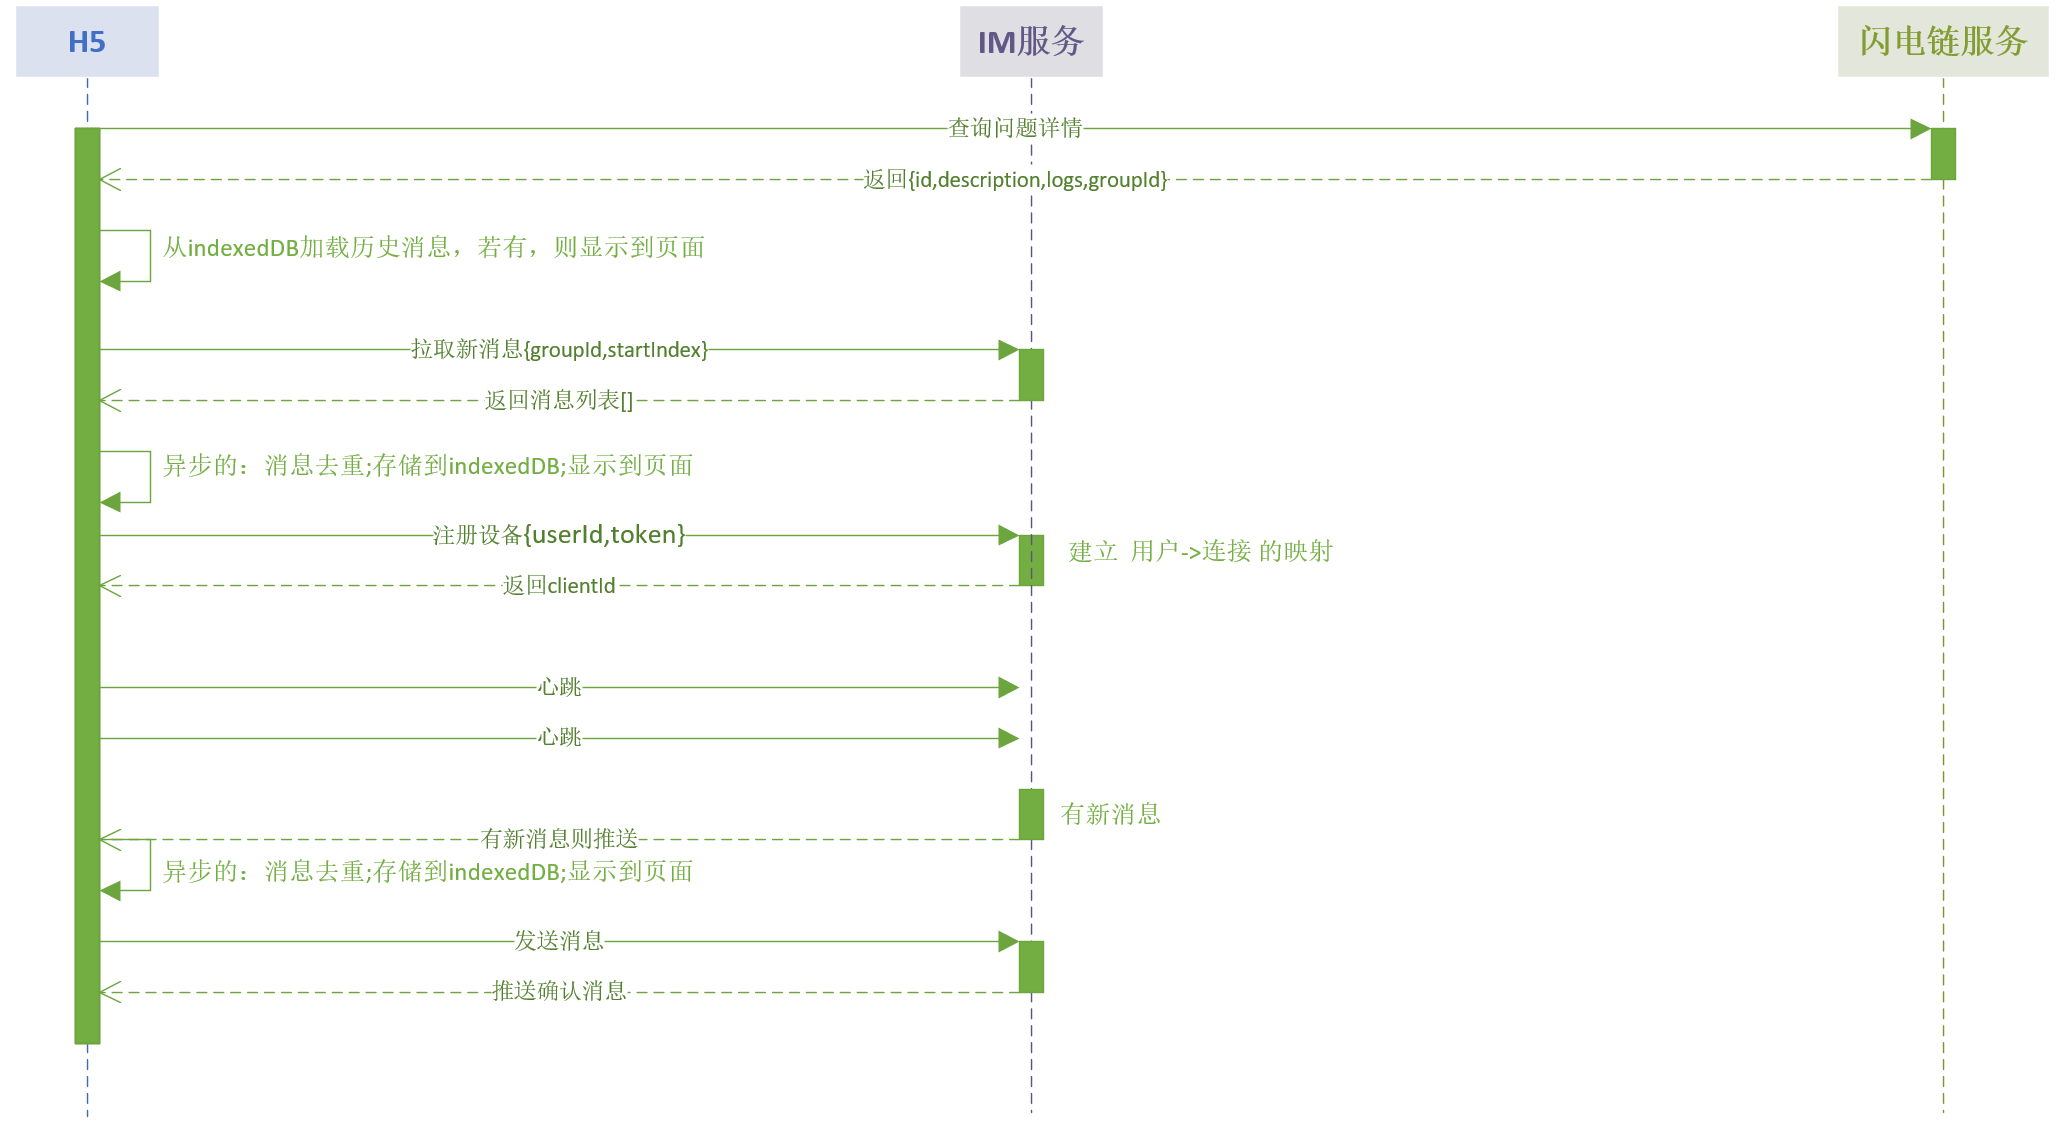 H5
IM服务
闪电链服务
查询问题详情
返回{id,description,logs,groupId}
从indexedDB加载历史消息，若有，则显示到页面
拉取新消息{groupId,startIndex}
返回消息列表[]
异步的：消息去重;存储到indexedDB;显示到页面
注册设备{userId,token}
建立 用户->连接 的映射
返回clientId
心跳
心跳
有新消息
有新消息则推送
异步的：消息去重;存储到indexedDB;显示到页面
发送消息
推送确认消息